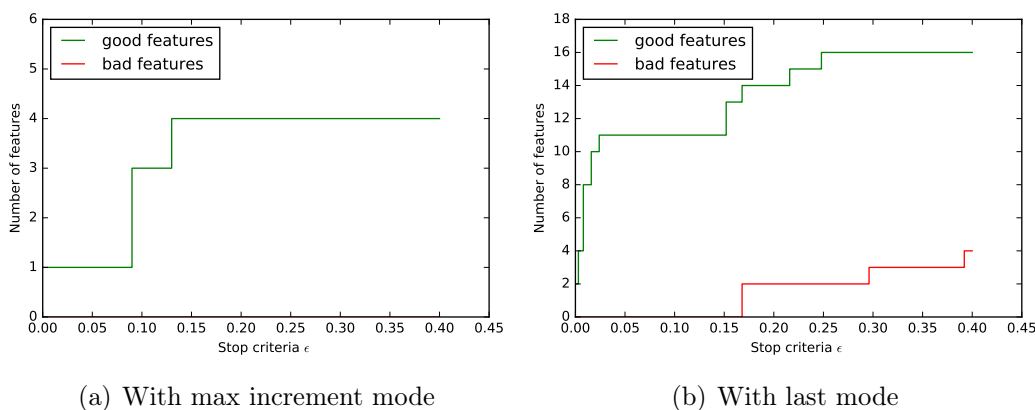 6
5
4
3
2
1
0
Number of features
good features
bad features
0.00 0.05 0.10 0.15 0.20 0.25 0.30 0.35 0.40 0.45
Stop criteria ϵ
(a) With max increment mode
18
16
14
12
10
8
6
4
2
0
Number of features
good features
bad features
0.00 0.05 0.10 0.15 0.20 0.25 0.30 0.35 0.40 0.45
Stop criteria ϵ
(b) With last mode